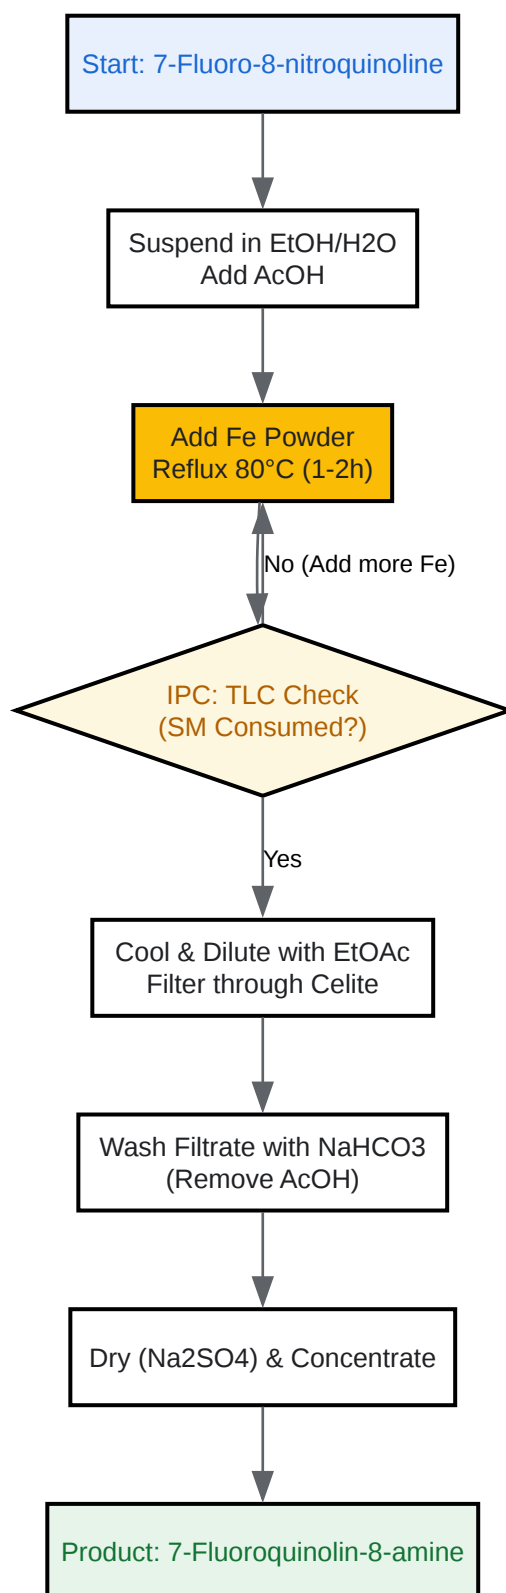 Start: 7-Fluoro-8-nitroquinoline
Suspend in EtOH/H2O
Add AcOH
Add Fe Powder
Reflux 80°C (1-2h)
No (Add more Fe)
IPC: TLC Check
(SM Consumed?)
Yes
Cool & Dilute with EtOAc
Filter through Celite
Wash Filtrate with NaHCO3
(Remove AcOH)
Dry (Na2SO4) & Concentrate
Product: 7-Fluoroquinolin-8-amine